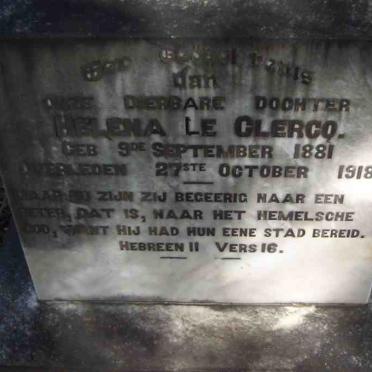 Ter Gedachtenis
van
ONZE DIERBARE DOCHTER
HELENA LE CLERCQ.
GEB 9DE SEPTEMBER 1881
OVERLEDEN 27STE OCTOBER 1918
MAAR NU ZIJN ZIJ BEGEERIG NAAR EEN
BETER, DAT IS, NAAR HET HEMELSCHE
GOD, WANT HIJ HAD HUN EENE STAD BEREID.
HEBREEN 11 VERS 16.